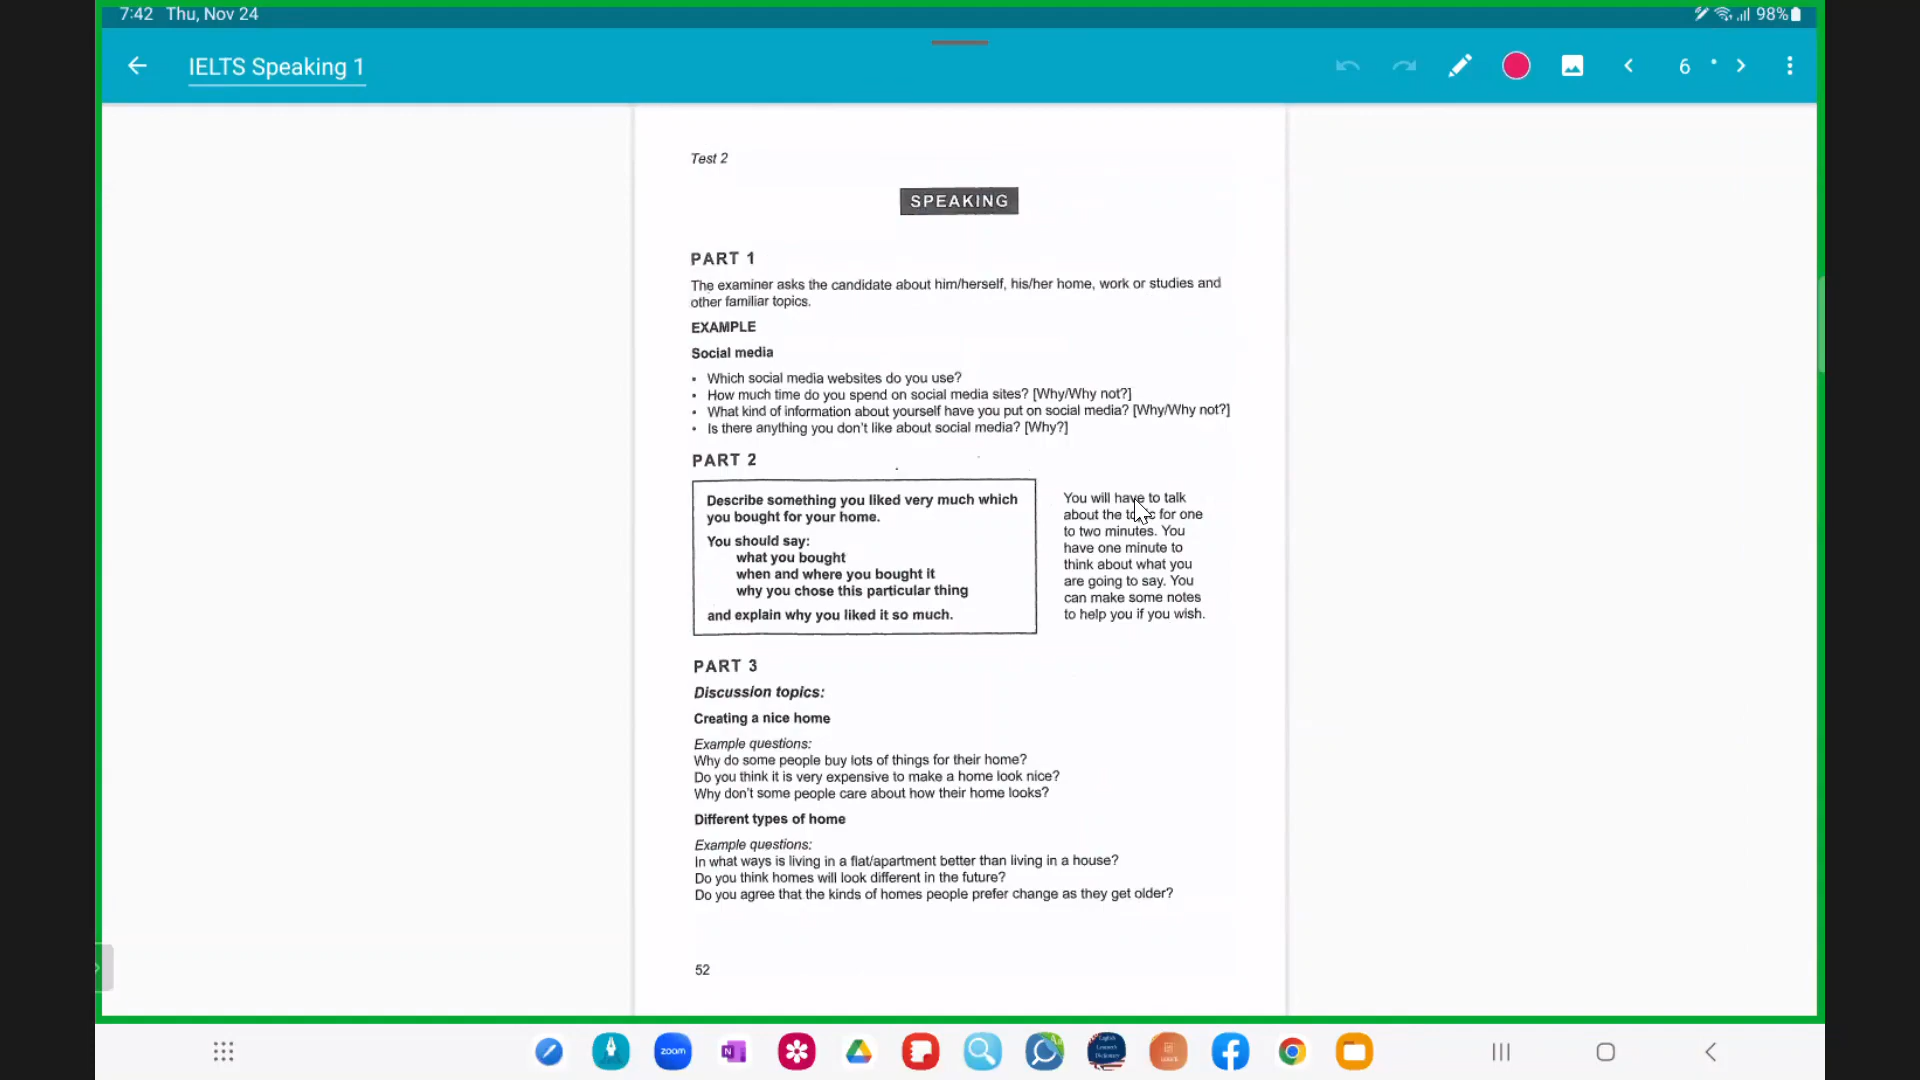 7:42 Thu, Nov 24
98%
IELTS Speaking 1
6
Test 2
SPEAKING
PART 1
The examiner asks the candidate about him/herself, his/her home, work or studies and
other familiar topics.
EXAMPLE
Social media
• Which social media websites do you use?
• How much time do you spend on social media sites? [Why/Why not?]
• What kind of information about yourself have you put on social media? [Why/Why not?]
• Is there anything you don't like about social media? [Why?]
PART 2
Describe something you liked very much which
you bought for your home.
You should say:
what you bought
when and where you bought it
why you chose this particular thing
and explain why you liked it so much.
You will have to talk
about the topic for one
to two minutes. You
have one minute to
think about what you
are going to say. You
can make some notes
to help you if you wish.
PART 3
Discussion topics:
Creating a nice home
Example questions:
Why do some people buy lots of things for their home?
Do you think it is very expensive to make a home look nice?
Why don't some people care about how their home looks?
Different types of home
Example questions:
In what ways is living in a flat/apartment better than living in a house?
Do you think homes will look different in the future?
Do you agree that the kinds of homes people prefer change as they get older?
52
zoom
N
English
Learner's
Dictionary